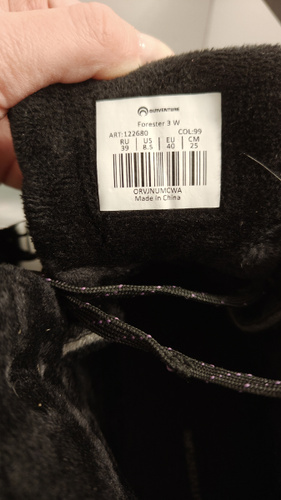 OUTVENTURE
Forester 3 W
ART:122680 COL:99
RU US EU CM
39 8.5 40 25
ORVJNUMCWA
Made in China